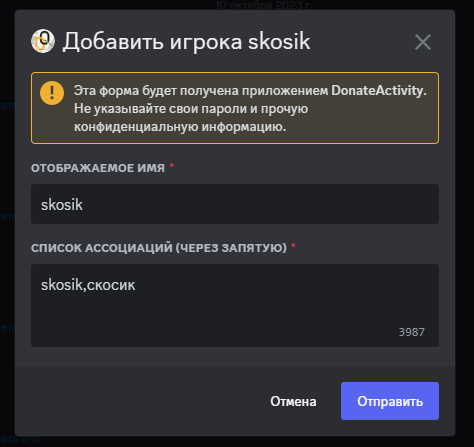 10 октября 2023 г.
Добавить игрока skosik
Эта форма будет получена приложением DonateActivity.
Не указывайте свои пароли и прочую
конфиденциальную информацию.
ОТОБРАЖАЕМОЕ ИМЯ *
skosik
СПИСОК АССОЦИАЦИЙ (ЧЕРЕЗ ЗАПЯТУЮ) *
skosik,скосик
3987
Отмена
Отправить